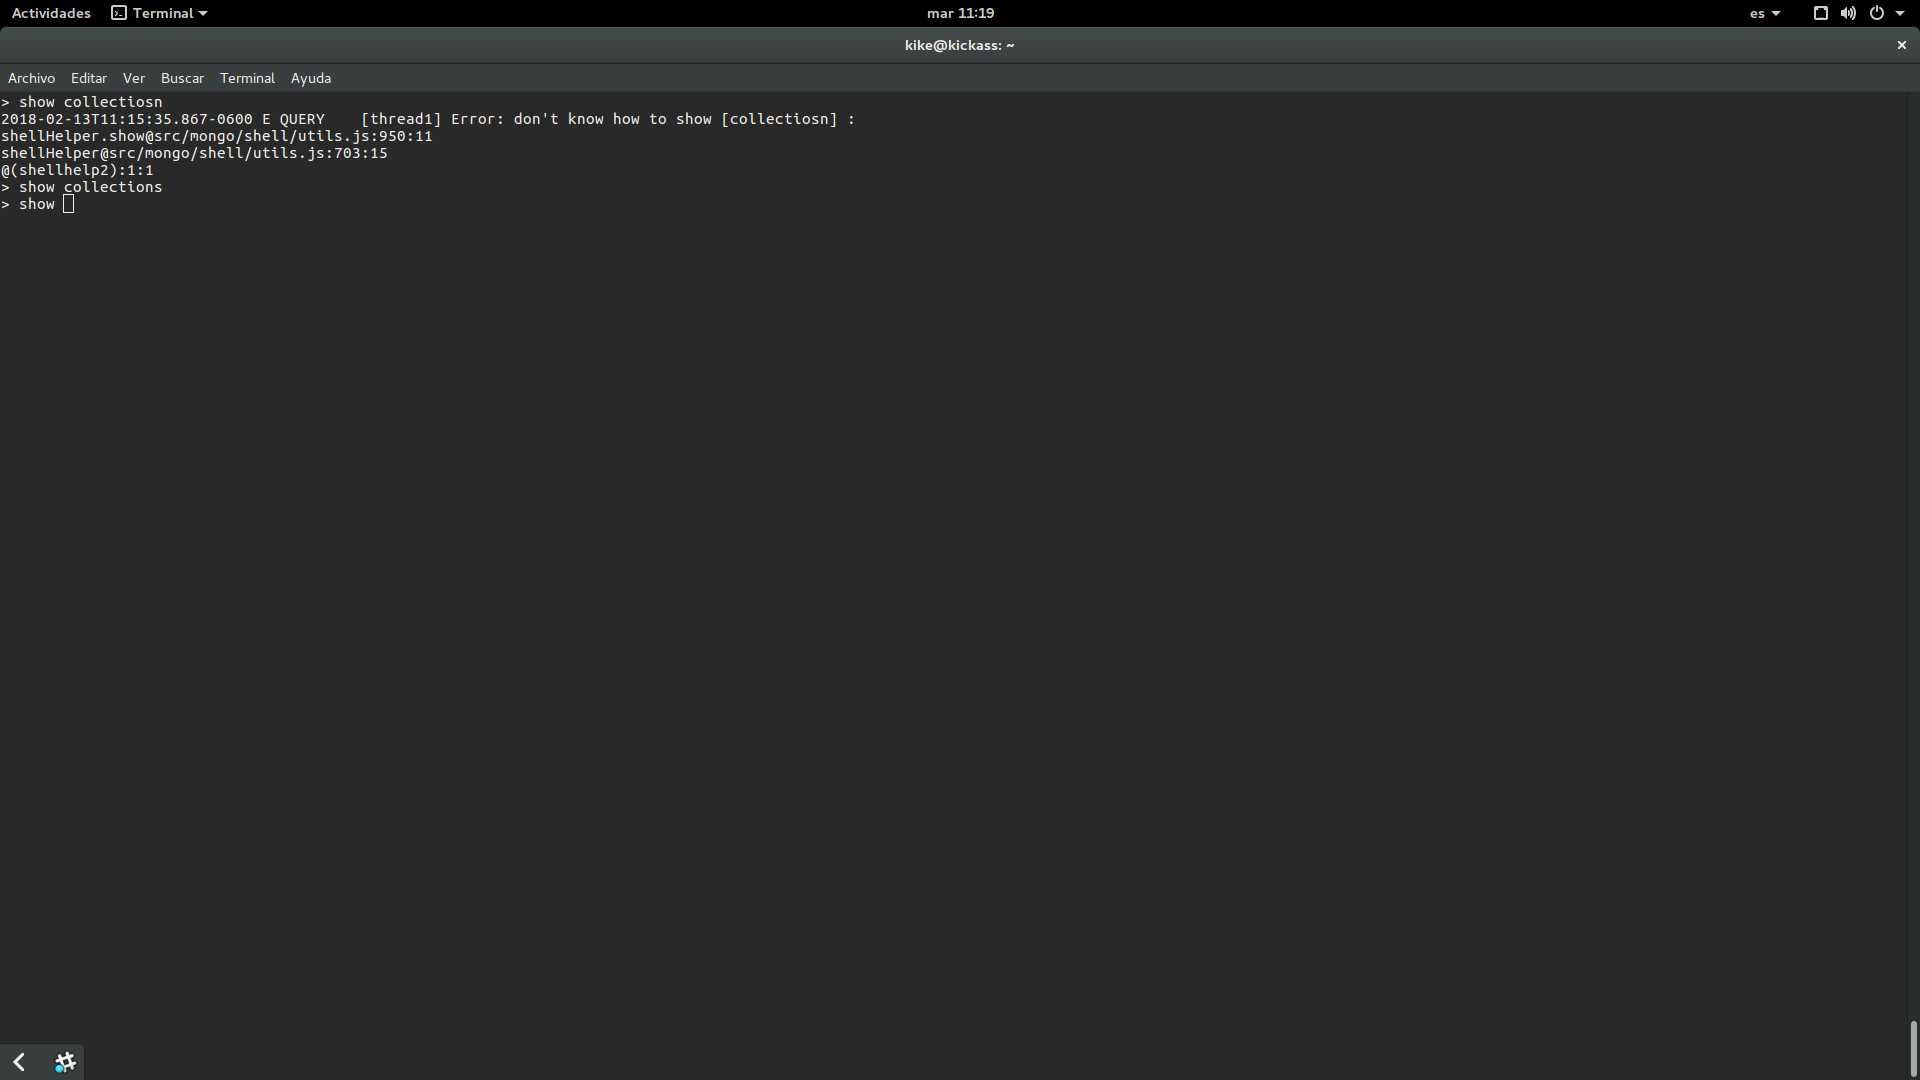 Actividades Terminal mar 11:19 es
kike@kickass: ~
Archivo Editar Ver Buscar Terminal Ayuda
> show collectiosn
2018-02-13T11:15:35.867-0600 E QUERY    [thread1] Error: don't know how to show [collectiosn] :
shellHelper.show@src/mongo/shell/utils.js:950:11
shellHelper@src/mongo/shell/utils.js:703:15
@(shellhelp2):1:1
> show collections
> show